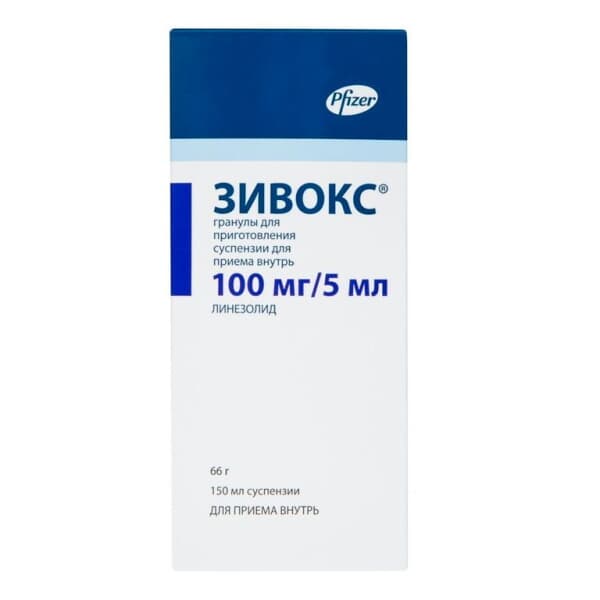 Pfizer
ЗИВОКС®
гранулы для
приготовления
суспензии для
приема внутрь
100 мг/5 мл
ЛИНЕЗОЛИД
66 г
150 мл суспензии
ДЛЯ ПРИЕМА ВНУТРЬ